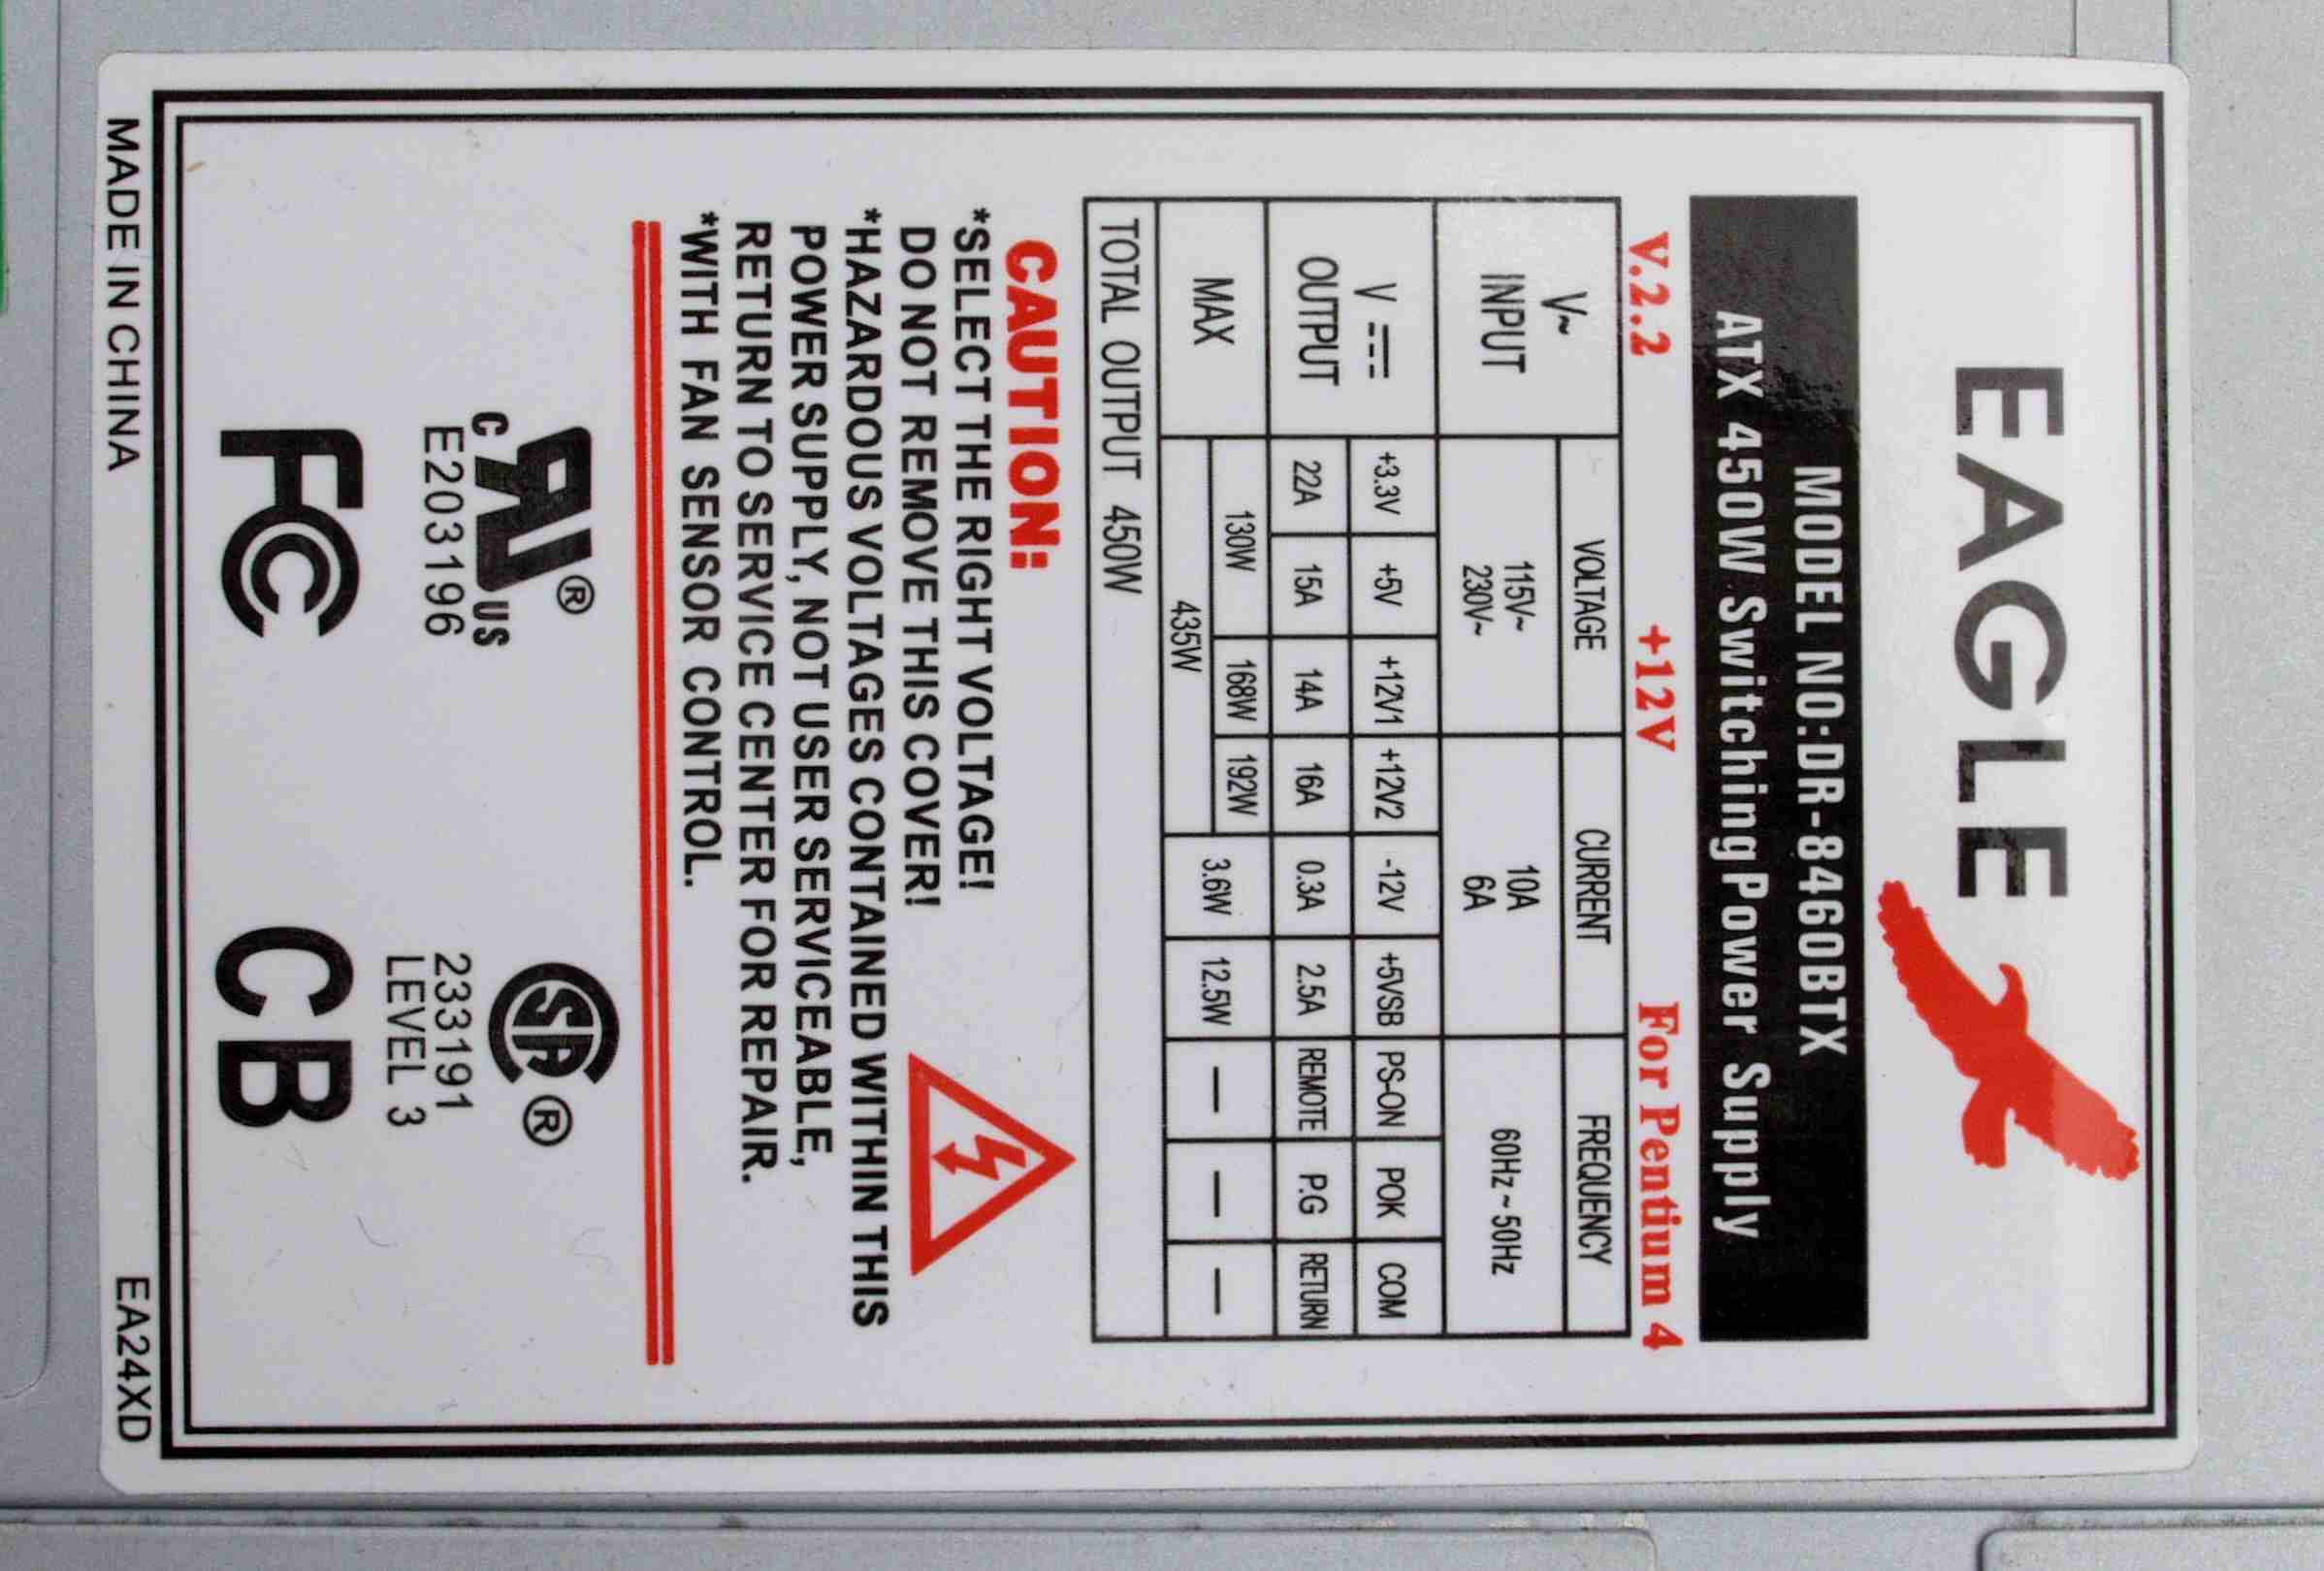 EAGLE
MODEL NO:DR-8460BTX
ATX 450W Switching Power Supply
V.2.2 +12V For Pentium 4
V~ INPUT VOLTAGE CURRENT FREQUENCY
115V~ 10A 60Hz~50Hz
230V~ 6A
V OUTPUT +3.3V +5V +12V1 +12V2 -12V +5VSB PS-ON POK COM
22A 15A 14A 16A 0.3A 2.5A REMOTE P.G RETURN
MAX 130W 168W 192W 3.6W 12.5W — — —
435W
TOTAL OUTPUT 450W
CAUTION:
*SELECT THE RIGHT VOLTAGE!
DO NOT REMOVE THIS COVER!
*HAZARDOUS VOLTAGES CONTAINED WITHIN THIS
POWER SUPPLY, NOT USER SERVICEABLE,
RETURN TO SERVICE CENTER FOR REPAIR.
*WITH FAN SENSOR CONTROL.
c RU US ®
E203196
CSA ®
233191
LEVEL 3
FC CB
MADE IN CHINA EA24XD